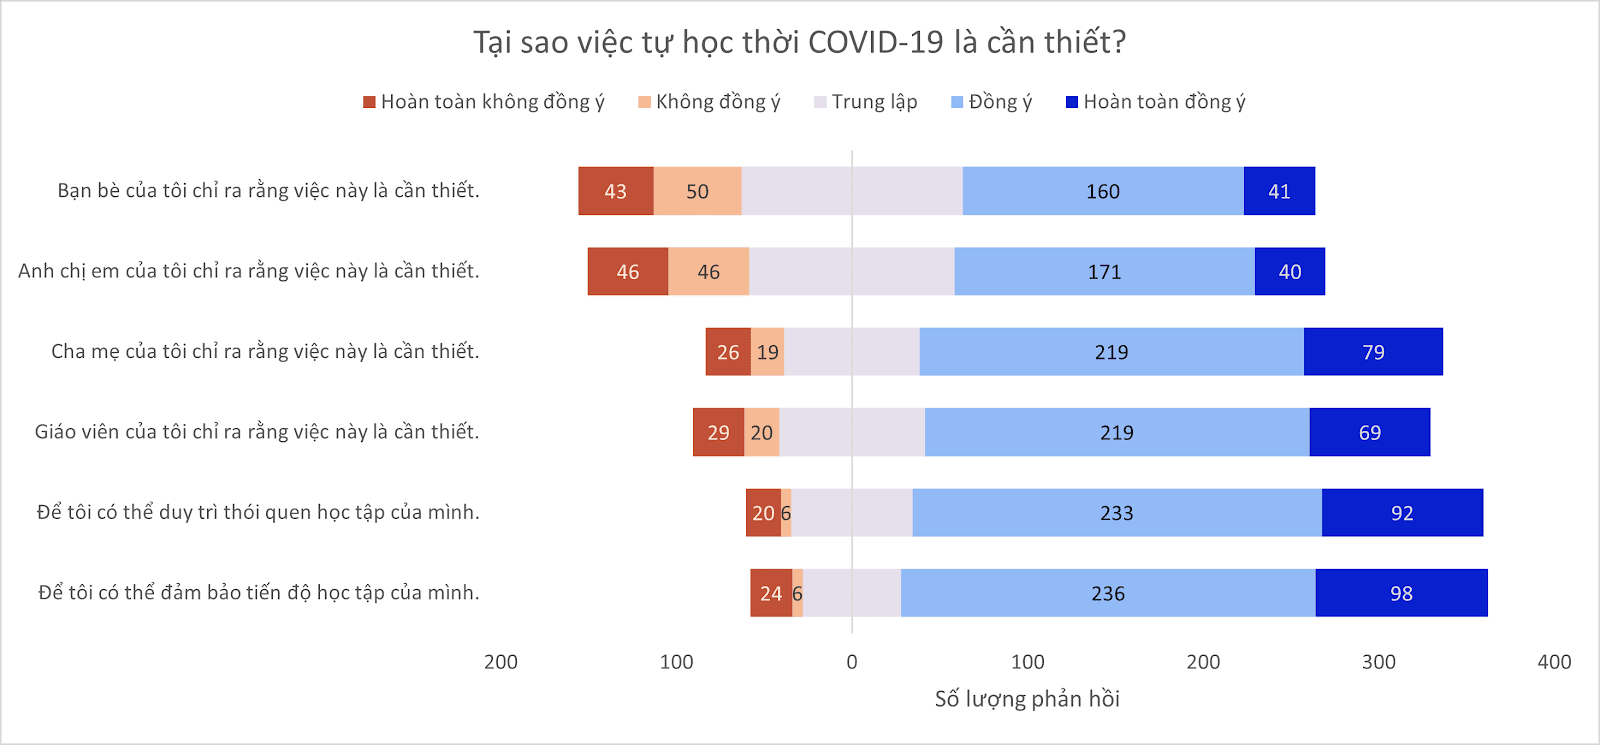 Tại sao việc tự học thời COVID-19 là cần thiết?
Hoàn toàn không đồng ý Không đồng ý Trung lập Đồng ý Hoàn toàn đồng ý
Bạn bè của tôi chỉ ra rằng việc này là cần thiết. 43 50 160 41
Anh chị em của tôi chỉ ra rằng việc này là cần thiết. 46 46 171 40
Cha mẹ của tôi chỉ ra rằng việc này là cần thiết. 26 19 219 79
Giáo viên của tôi chỉ ra rằng việc này là cần thiết. 29 20 219 69
Để tôi có thể duy trì thói quen học tập của mình. 20 6 233 92
Để tôi có thể đảm bảo tiến độ học tập của mình. 24 6 236 98
200 100 0 100 200 300 400
Số lượng phản hồi